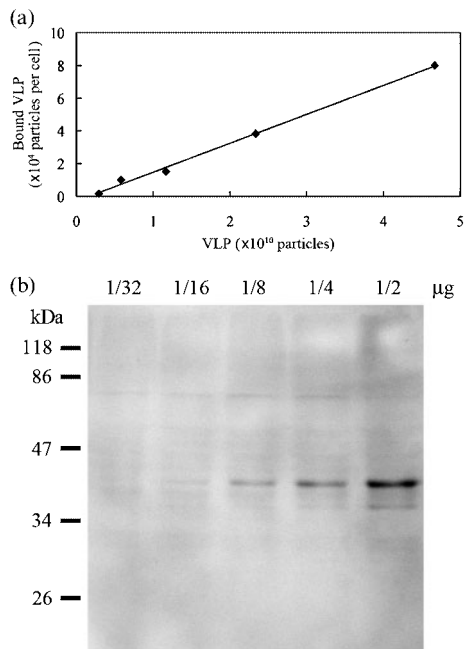 (a)
Bound VLP
(×10⁴ particles per cell)
10
8
6
4
2
0
0 1 2 3 4 5
VLP (×10¹⁰ particles)
(b)
1/32 1/16 1/8 1/4 1/2 μg
kDa
118
86
47
34
26